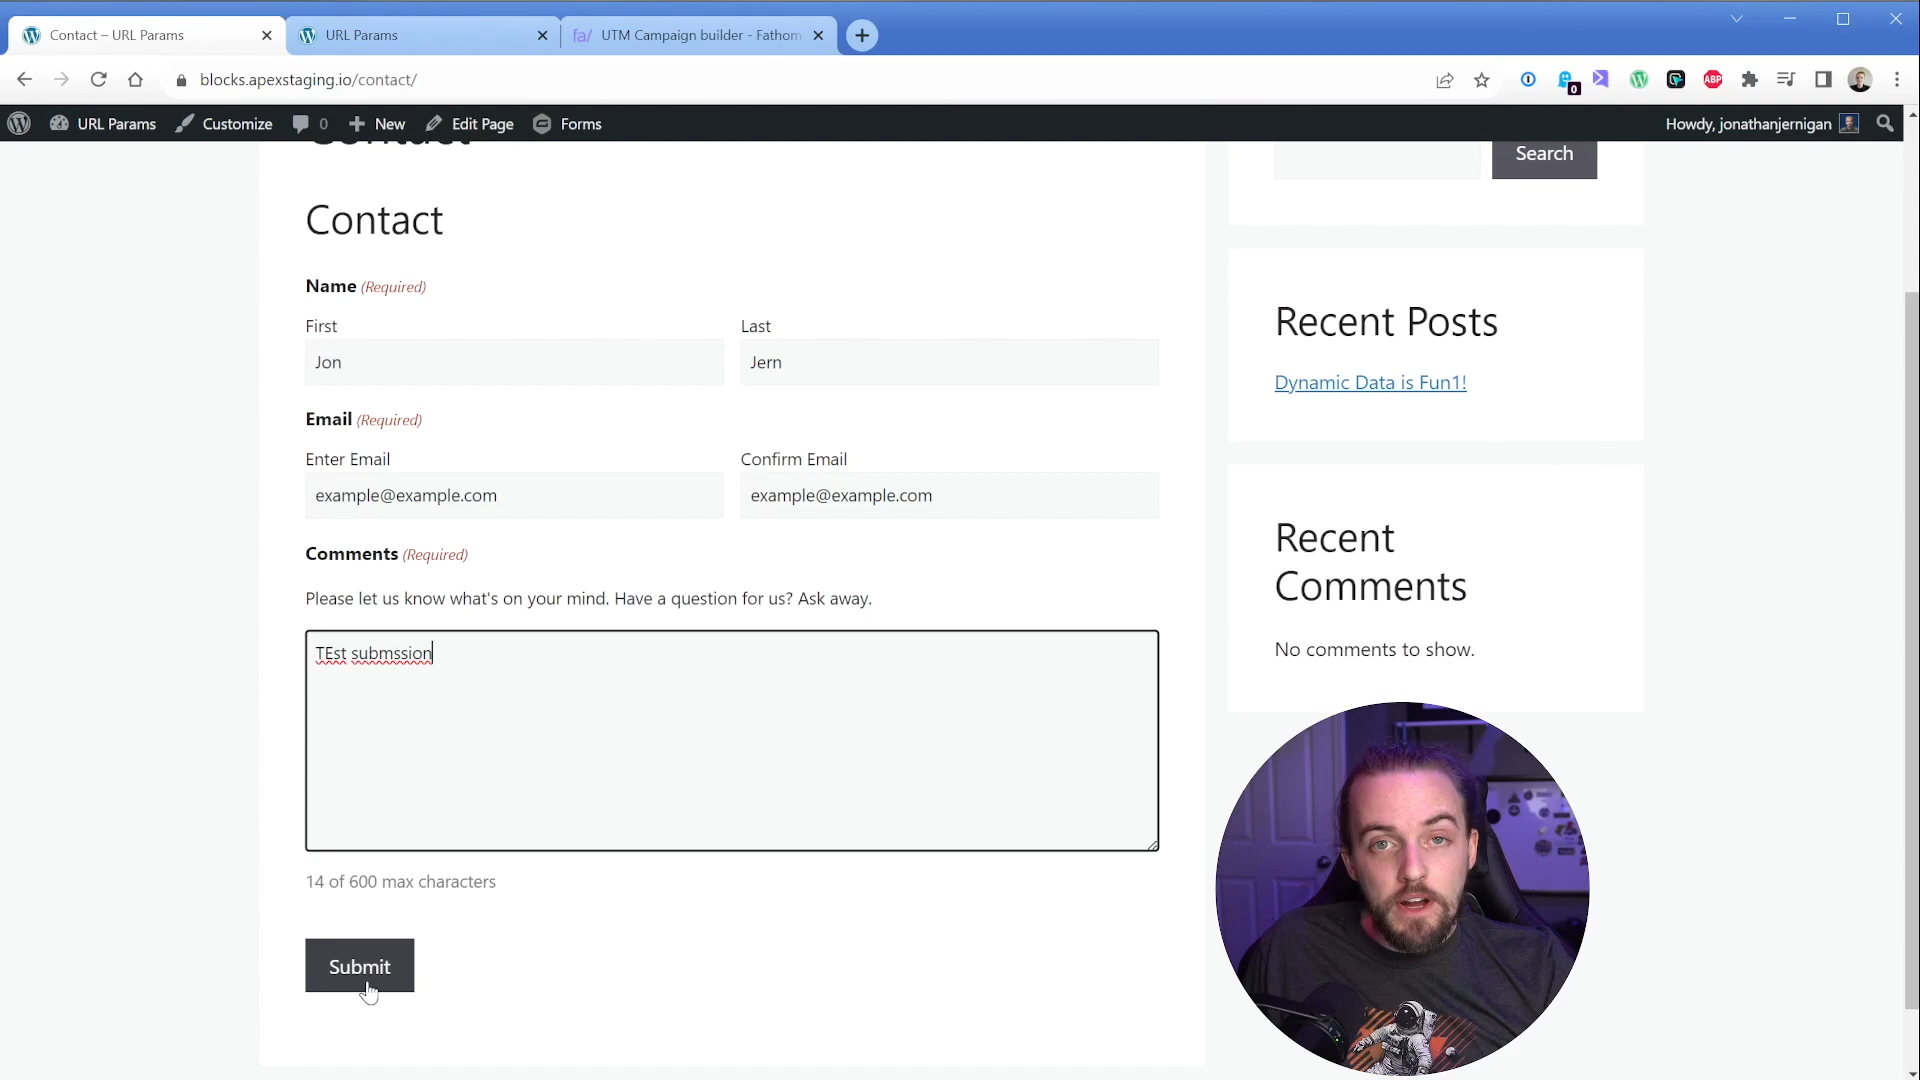 Contact – URL Params
URL Params
fa/ UTM Campaign builder - Fathom
blocks.apexstaging.io/contact/
0
ABP
URL Params
Customize
0
New
Edit Page
Forms
Howdy, jonathanjernigan
Contact
Search
Contact
Name (Required)
First
Last
Jon
Jern
Email (Required)
Enter Email
Confirm Email
example@example.com
example@example.com
Comments (Required)
Please let us know what's on your mind. Have a question for us? Ask away.
TEst submssion
14 of 600 max characters
Submit
Recent Posts
Dynamic Data is Fun1!
Recent
Comments
No comments to show.